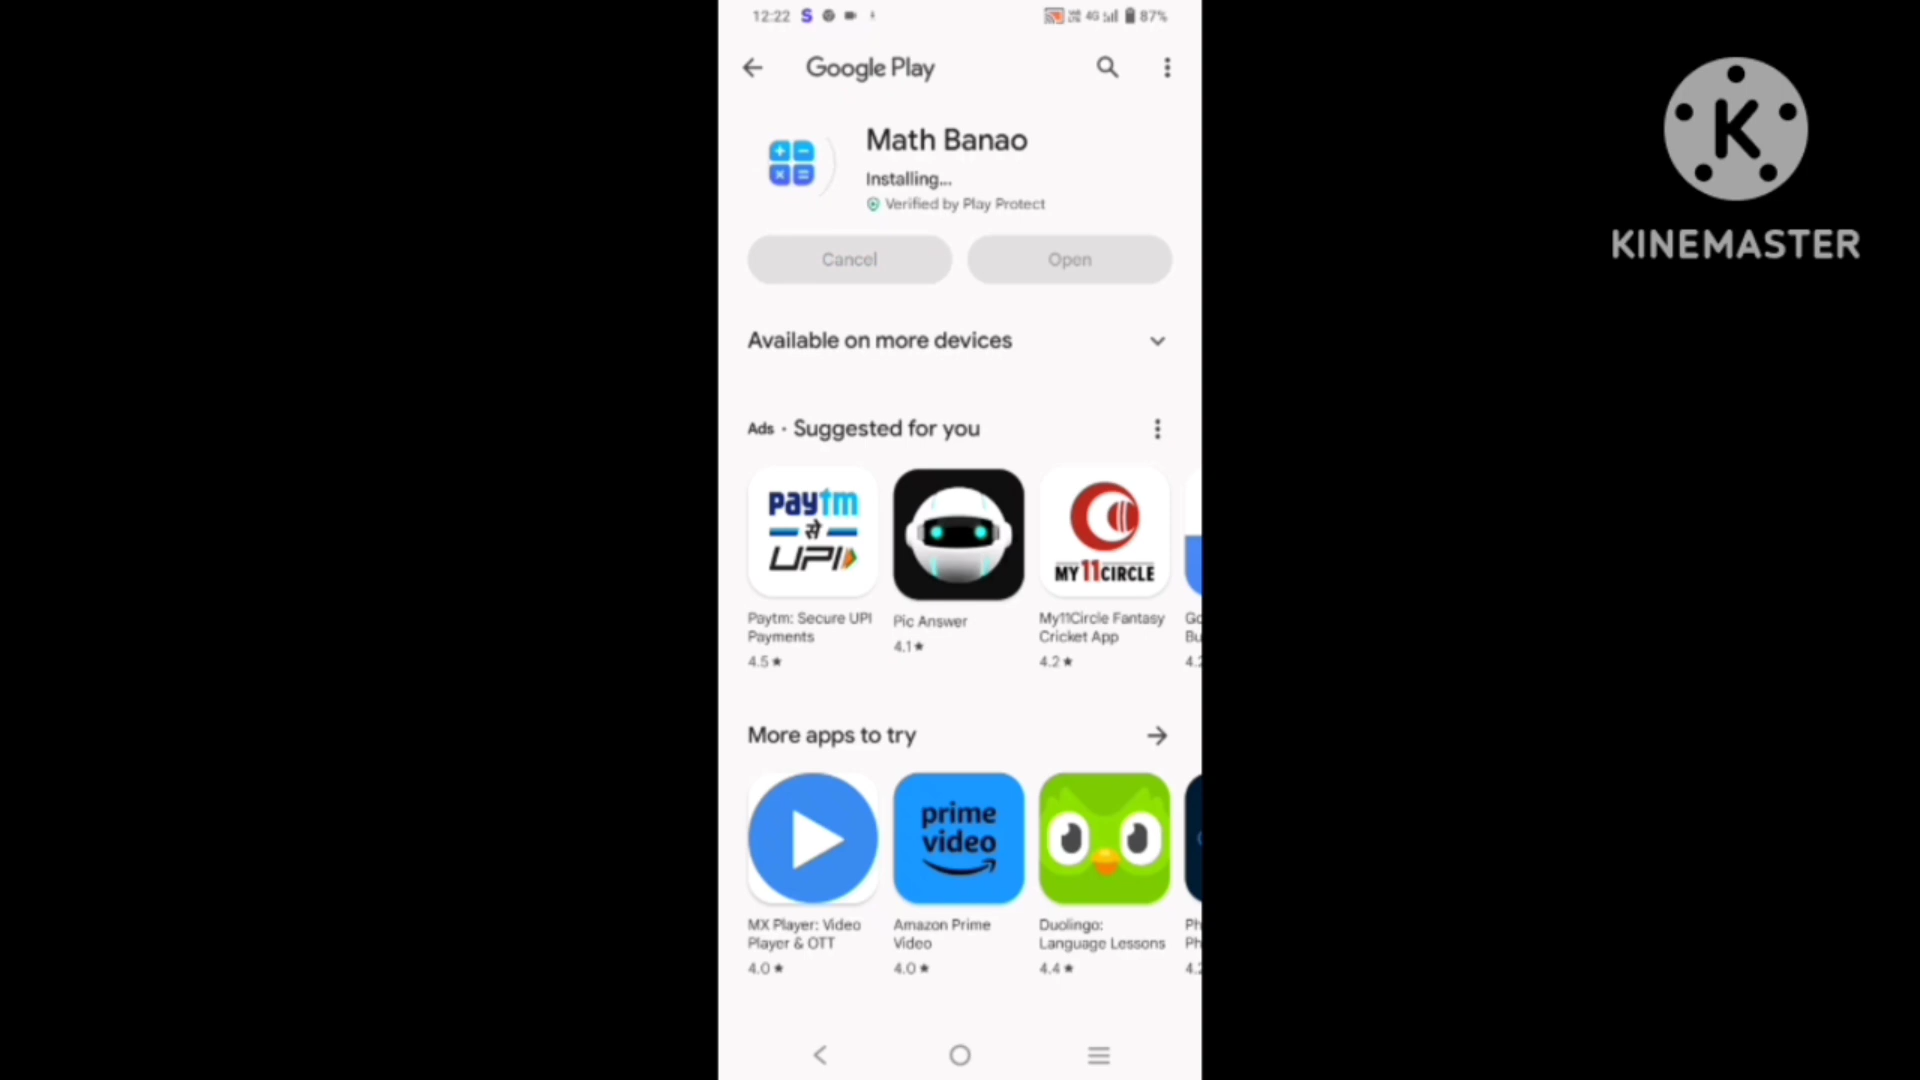 12:22 S 4G 87%
Google Play
K
KINEMASTER
Math Banao
Installing...
Verified by Play Protect
Cancel Open
Available on more devices
Ads · Suggested for you
paytm
से
UPI
MY11CIRCLE
Paytm: Secure UPI
Payments
4.5★
Pic Answer
4.1★
My11Circle Fantasy
Cricket App
4.2★
More apps to try
prime
video
MX Player: Video
Player & OTT
4.0★
Amazon Prime
Video
4.0★
Duolingo:
Language Lessons
4.4★